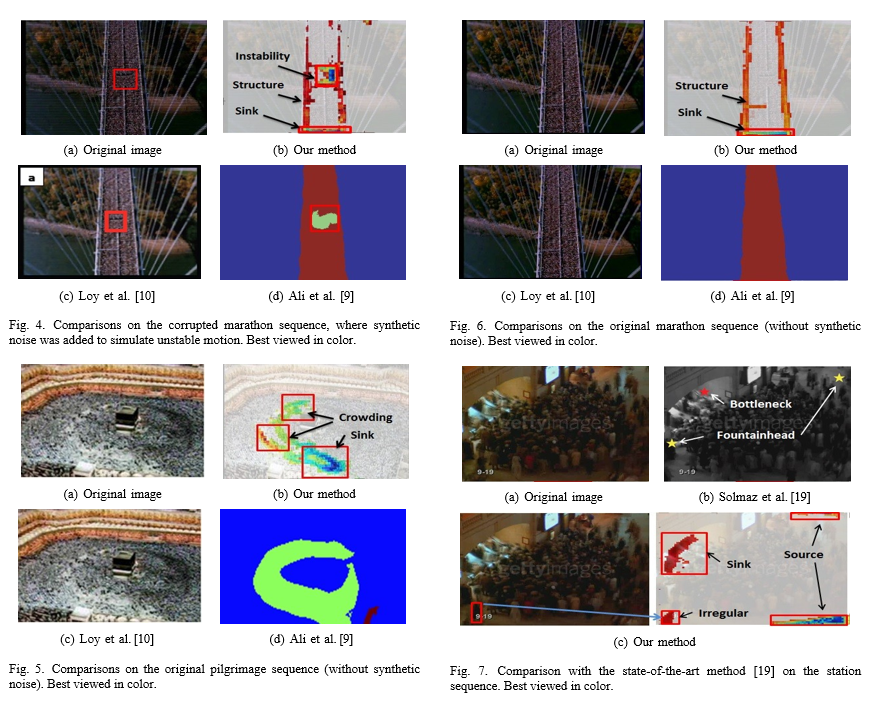 Instability
Structure
Sink
(a) Original image
(b) Our method
a
(c) Loy et al. [10]
(d) Ali et al. [9]
Fig. 4. Comparisons on the corrupted marathon sequence, where synthetic
noise was added to simulate unstable motion. Best viewed in color.
Crowding
Sink
(a) Original image
(b) Our method
(c) Loy et al. [10]
(d) Ali et al. [9]
Fig. 5. Comparisons on the original pilgrimage sequence (without synthetic
noise). Best viewed in color.
Structure
Sink
(a) Original image
(b) Our method
(c) Loy et al. [10]
(d) Ali et al. [9]
Fig. 6. Comparisons on the original marathon sequence (without synthetic
noise). Best viewed in color.
gettyimages
9-19
Bottleneck
Fountainhead
gettyimages
9-19
(a) Original image
(b) Solmaz et al. [19]
gettyimages
9 19
Sink
Source
gettyimages
Irregular
(c) Our method
Fig. 7. Comparison with the state-of-the-art method [19] on the station
sequence. Best viewed in color.